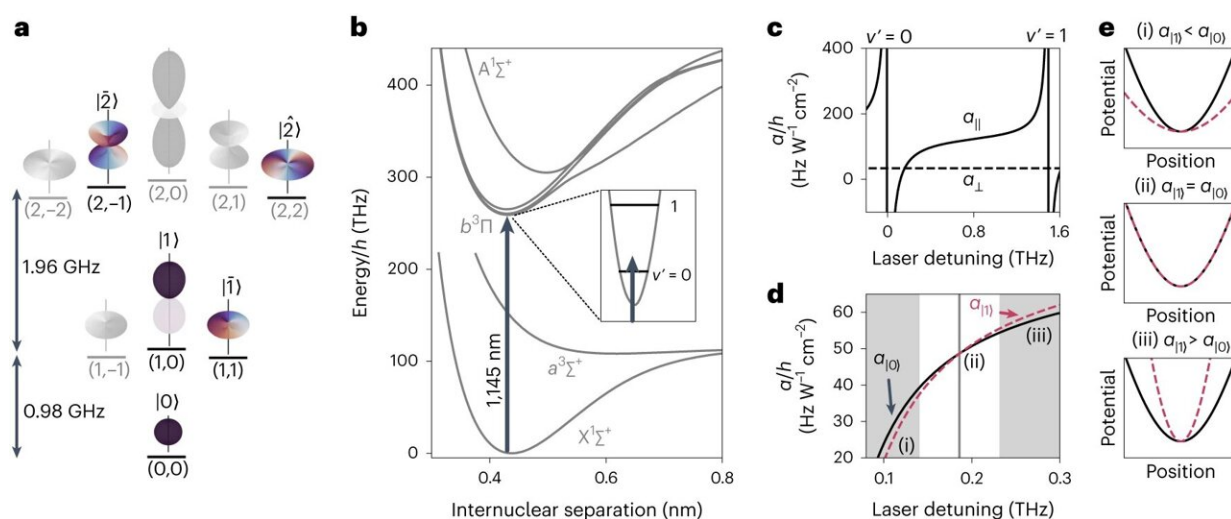 a
|2̄⟩
|2̂⟩
(2,-2)
(2,-1)
(2,0)
(2,1)
(2,2)
1.96 GHz
|1⟩
|1̄⟩
(1,-1)
(1,0)
(1,1)
0.98 GHz
|0⟩
(0,0)
b
Energy/h (THz)
400
300
200
100
0
A¹Σ⁺
b³Π
1
v′ = 0
1,145 nm
a³Σ⁺
X¹Σ⁺
0.4
0.6
0.8
Internuclear separation (nm)
c
v′ = 0
v′ = 1
α/h
(Hz W⁻¹ cm⁻²)
400
200
0
α∥
α⊥
0
0.8
1.6
Laser detuning (THz)
d
α/h
(Hz W⁻¹ cm⁻²)
60
50
40
30
20
α|1⟩
α|0⟩
(i)
(ii)
(iii)
0.1
0.2
0.3
Laser detuning (THz)
e
(i) α|1⟩ < α|0⟩
Potential
Position
(ii) α|1⟩ = α|0⟩
Potential
Position
(iii) α|1⟩ > α|0⟩
Potential
Position